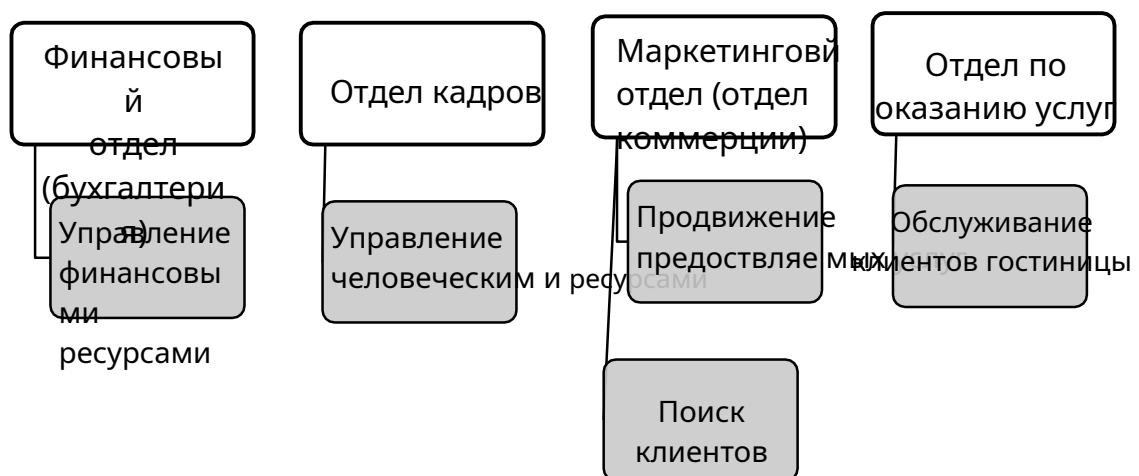 Финансовы
й
отдел
(бухгалтери
я)
Отдел кадров
Маркетинговй
отдел (отдел
коммерции)
Отдел по
оказанию услуг
Управление
финансовы
ми
ресурсами
Управление
человеческим и ресурсами
Продвижение
предоствляе мых услуг
Обслуживание
клиентов гостиницы
Поиск
клиентов